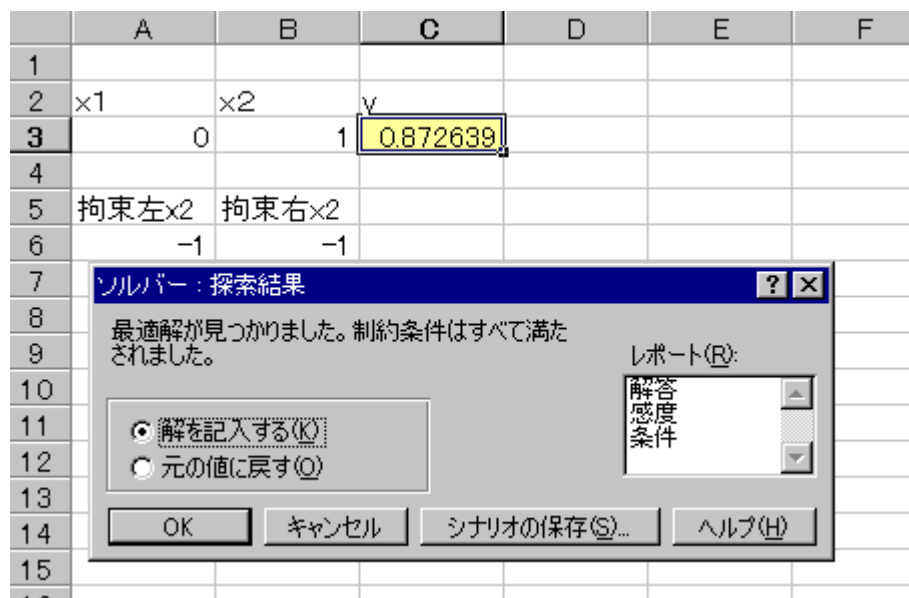 A B C D E F
1
2 x1 x2 y
3 0 1 0.872639
4
5 拘束左x2 拘束右x2
6 -1 -1
7 ソルバー：探索結果
8 最適解が見つかりました。制約条件はすべて満た
9 されました。 レポート(R):
10 解答
11 解を記入する(K) 感度
条件
12 元の値に戻す(O)
13
14 OK キャンセル シナリオの保存(S)... ヘルプ(H)
15